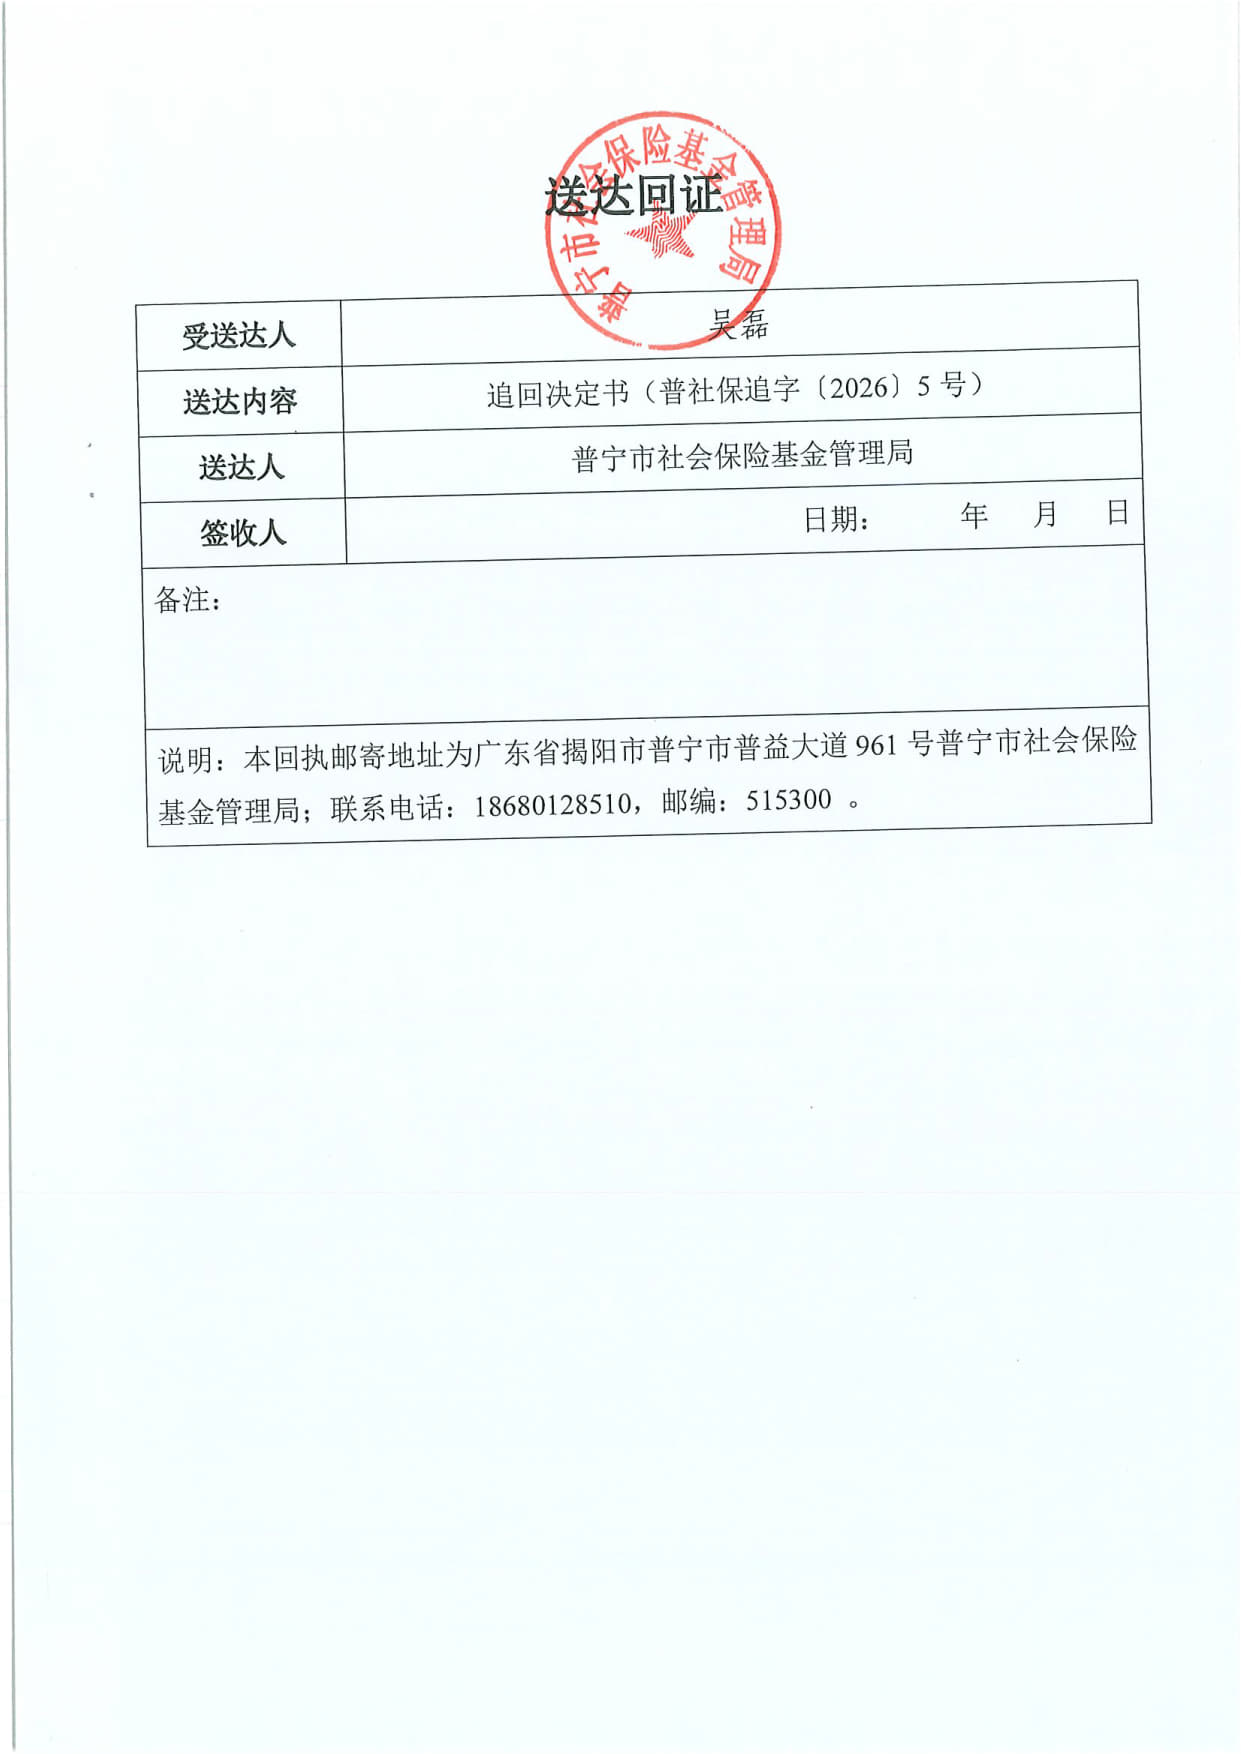 送达回证
普宁市社会保险基金管理局
受送达人 吴磊
送达内容 追回决定书（普社保追字〔2026〕5 号）
送达人 普宁市社会保险基金管理局
签收人 日期： 年 月 日
备注：
说明：本回执邮寄地址为广东省揭阳市普宁市普益大道 961 号普宁市社会保险
基金管理局；联系电话：18680128510，邮编：515300 。